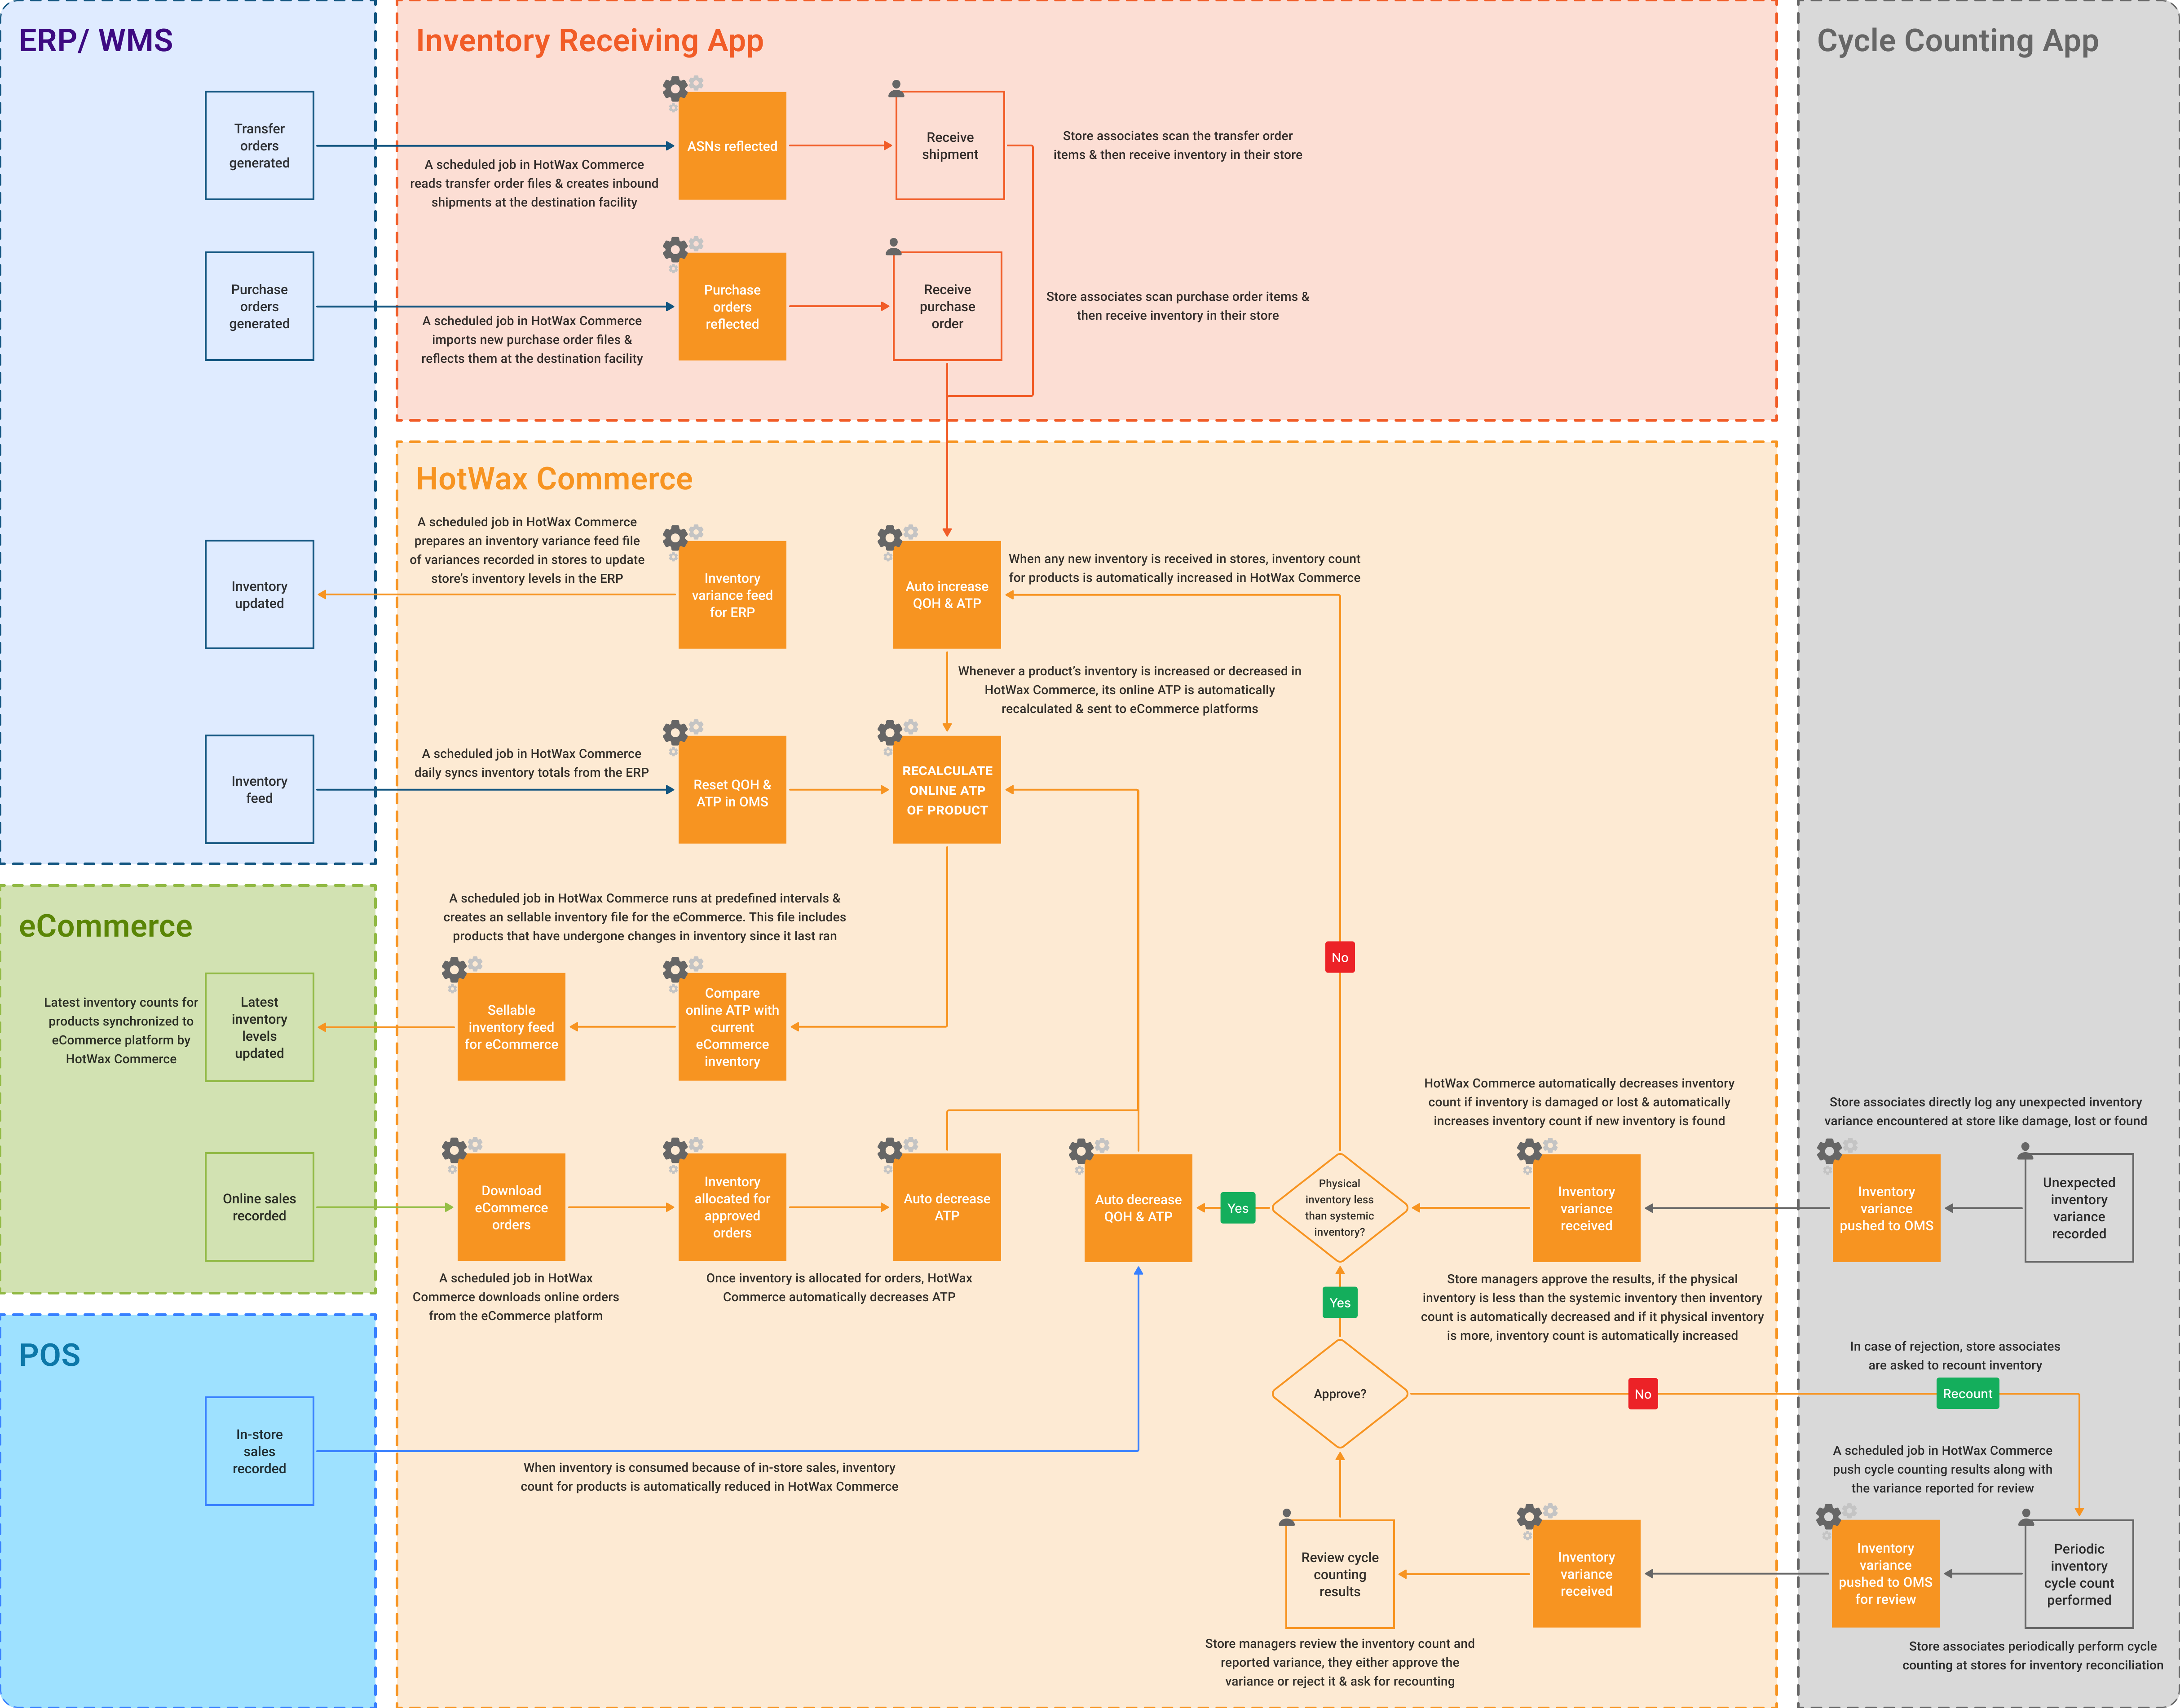 ERP/ WMS
Transfer
orders
generated
Purchase
orders
generated
Inventory
updated
Inventory
feed
Inventory Receiving App
A scheduled job in HotWax Commerce
reads transfer order files & creates inbound
shipments at the destination facility
ASNs reflected
Receive
shipment
Store associates scan the transfer order
items & then receive inventory in their store
A scheduled job in HotWax Commerce
imports new purchase order files &
reflects them at the destination facility
Purchase
orders
reflected
Receive
purchase
order
Store associates scan purchase order items &
then receive inventory in their store
HotWax Commerce
A scheduled job in HotWax Commerce
prepares an inventory variance feed file
of variances recorded in stores to update
store’s inventory levels in the ERP
Inventory
variance feed
for ERP
Auto increase
QOH & ATP
When any new inventory is received in stores, inventory count
for products is automatically increased in HotWax Commerce
Whenever a product’s inventory is increased or decreased in
HotWax Commerce, its online ATP is automatically
recalculated & sent to eCommerce platforms
A scheduled job in HotWax Commerce
daily syncs inventory totals from the ERP
Reset QOH &
ATP in OMS
RECALCULATE
ONLINE ATP
OF PRODUCT
A scheduled job in HotWax Commerce runs at predefined intervals &
creates an sellable inventory file for the eCommerce. This file includes
products that have undergone changes in inventory since it last ran
Sellable
inventory feed
for eCommerce
Compare
online ATP with
current
eCommerce
inventory
No
eCommerce
Latest inventory counts for
products synchronized to
eCommerce platform by
HotWax Commerce
Latest
inventory
levels
updated
Online sales
recorded
Download
eCommerce
orders
A scheduled job in HotWax
Commerce downloads online orders
from the eCommerce platform
Inventory
allocated for
approved
orders
Once inventory is allocated for orders, HotWax
Commerce automatically decreases ATP
Auto decrease
ATP
Auto decrease
QOH & ATP
Yes
Physical
inventory less
than systemic
inventory?
HotWax Commerce automatically decreases inventory
count if inventory is damaged or lost & automatically
increases inventory count if new inventory is found
Inventory
variance
received
Store managers approve the results, if the physical
inventory is less than the systemic inventory then inventory
count is automatically decreased and if it physical inventory
is more, inventory count is automatically increased
Yes
Approve?
No
POS
In-store
sales
recorded
When inventory is consumed because of in-store sales, inventory
count for products is automatically reduced in HotWax Commerce
Review cycle
counting
results
Store managers review the inventory count and
reported variance, they either approve the
variance or reject it & ask for recounting
Inventory
variance
received
Cycle Counting App
Store associates directly log any unexpected inventory
variance encountered at store like damage, lost or found
Inventory
variance
pushed to OMS
Unexpected
inventory
variance
recorded
In case of rejection, store associates
are asked to recount inventory
Recount
A scheduled job in HotWax Commerce
push cycle counting results along with
the variance reported for review
Inventory
variance
pushed to OMS
for review
Periodic
inventory
cycle count
performed
Store associates periodically perform cycle
counting at stores for inventory reconciliation